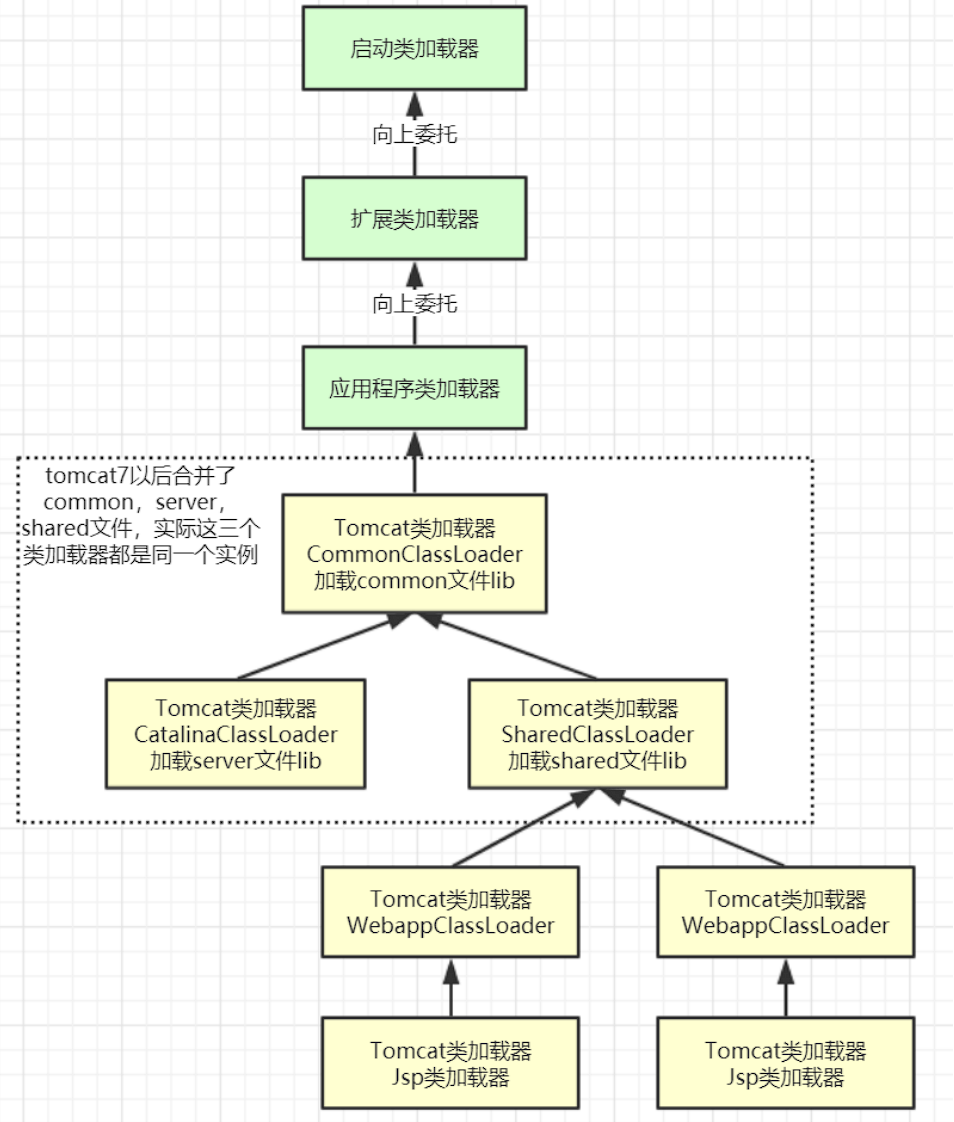 启动类加载器
向上委托
扩展类加载器
向上委托
应用程序类加载器
tomcat7以后合并了
common，server，
shared文件，实际这三个
类加载器都是同一个实例
Tomcat类加载器
CommonClassLoader
加载common文件lib
Tomcat类加载器
CatalinaClassLoader
加载server文件lib
Tomcat类加载器
SharedClassLoader
加载shared文件lib
Tomcat类加载器
WebappClassLoader
Tomcat类加载器
WebappClassLoader
Tomcat类加载器
Jsp类加载器
Tomcat类加载器
Jsp类加载器